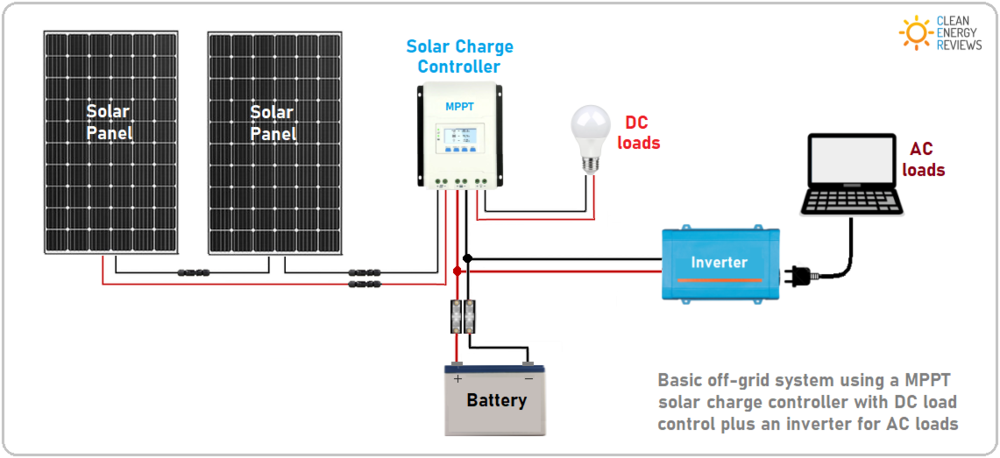 CLEAN
ENERGY
REVIEWS
Solar Charge
Controller
Solar
Panel
Solar
Panel
MPPT
DC
loads
AC
loads
Inverter
+ −
Battery
Basic off-grid system using a MPPT
solar charge controller with DC load
control plus an inverter for AC loads